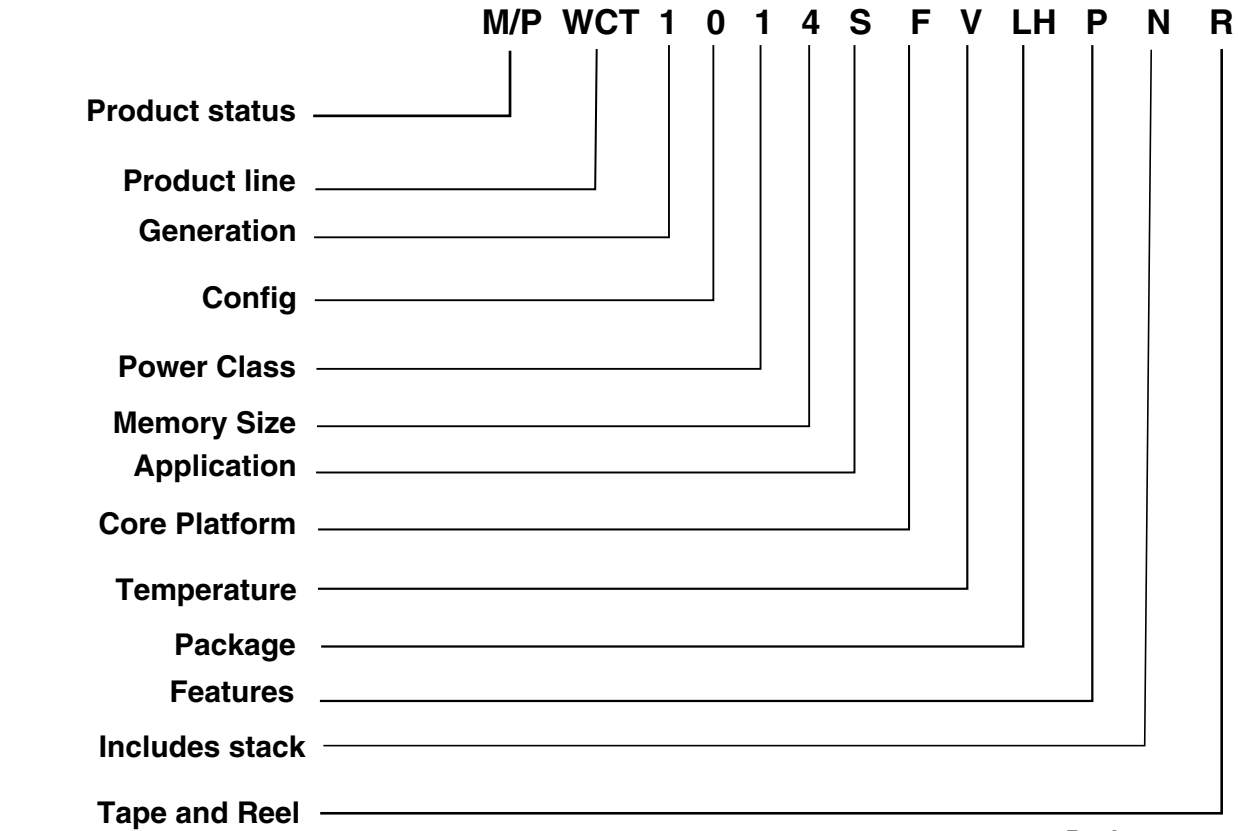 M/P WCT 1 0 1 4 S F V LH P N R
Product status
Product line
Generation
Config
Power Class
Memory Size
Application
Core Platform
Temperature
Package
Features
Includes stack
Tape and Reel